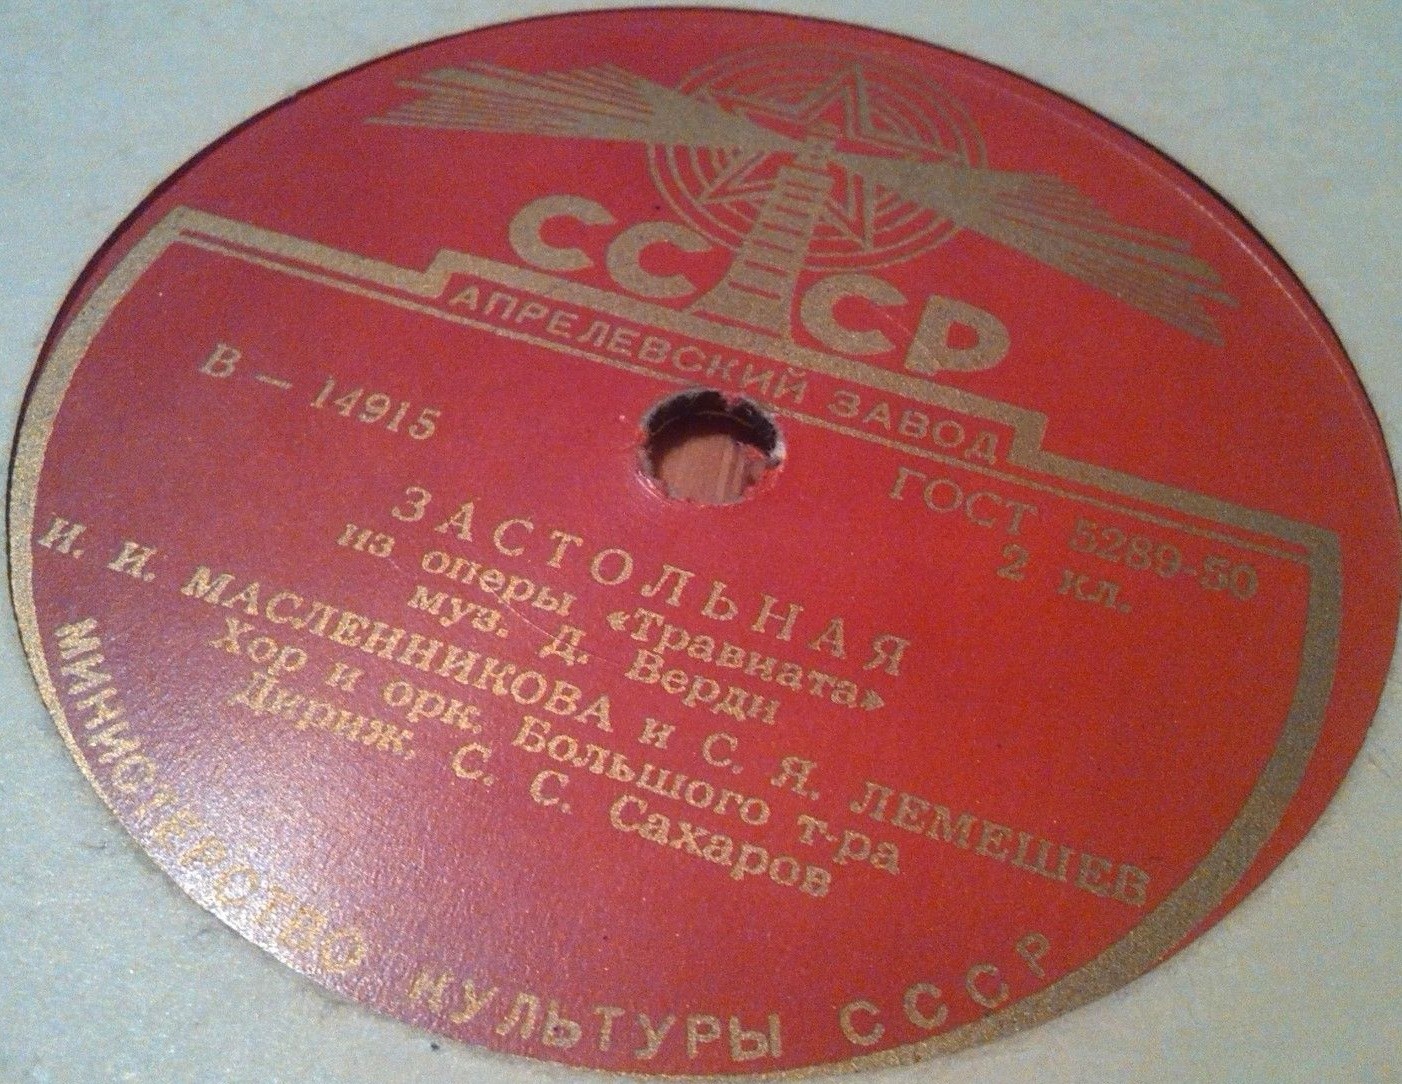 СССР
АПРЕЛЕВСКИЙ ЗАВОД
В — 14915
ГОСТ 5289-50
2 кл.
ЗАСТОЛЬНАЯ
из оперы «Травиата»
муз. Д. Верди
И. И. МАСЛЕННИКОВА и С. Я. ЛЕМЕШЕВ
Хор и орк. Большого т-ра
Дириж. С. С. Сахаров
МИНИСТЕРСТВО КУЛЬТУРЫ СССР